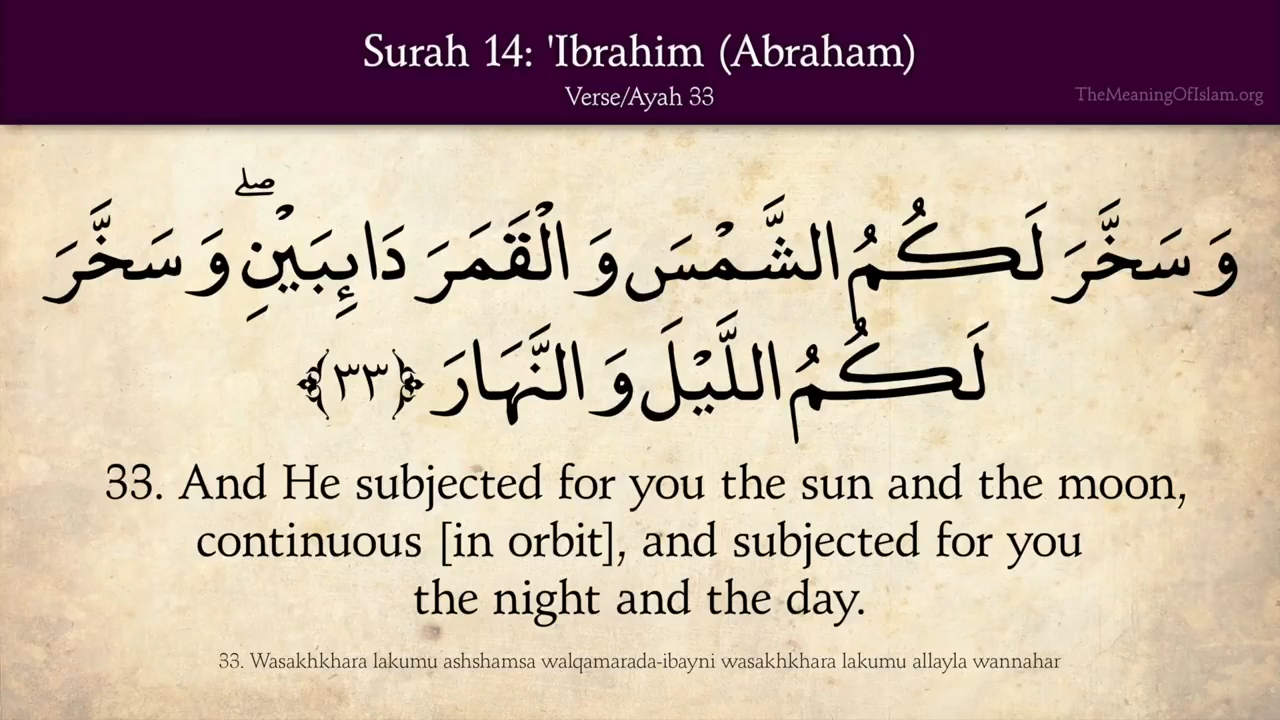 Surah 14: 'Ibrahim (Abraham)
Verse/Ayah 33
TheMeaningOfIslam.org
وَ سَخَّرَ لَكُمُ الشَّمْسَ وَ الْقَمَرَ دَابِٕبَيْنِۖ وَ سَخَّرَ
لَكُمُ اللَّيْلَ وَ النَّهَارَ ﴿٣٣﴾
33. And He subjected for you the sun and the moon,
continuous [in orbit], and subjected for you
the night and the day.
33. Wasakhkhara lakumu ashshamsa walqamarada-ibayni wasakhkhara lakumu allayla wannahar